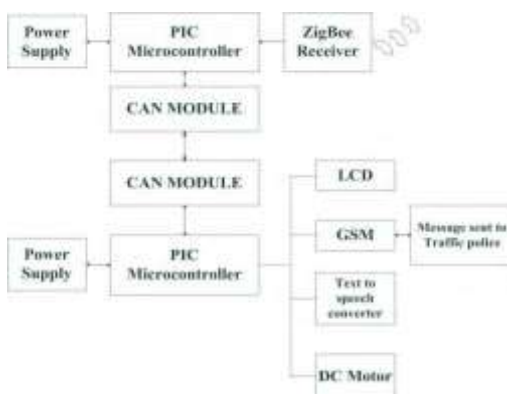 Power
Supply
PIC
Microcontroller
ZigBee
Receiver
CAN MODULE
CAN MODULE
LCD
GSM
Message sent to
Traffic police
Power
Supply
PIC
Microcontroller
Text to
speech
converter
DC Motor